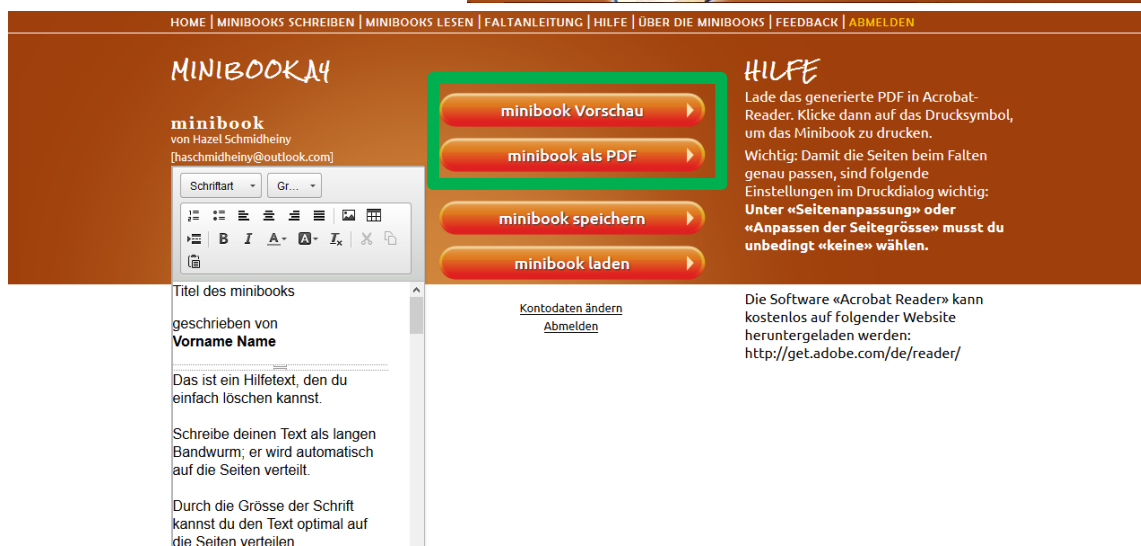 HOME | MINIBOOKS SCHREIBEN | MINIBOOKS LESEN | FALTANLEITUNG | HILFE | ÜBER DIE MINIBOOKS | FEEDBACK | ABMELDEN
MINIBOOK A4
minibook
von Hazel Schmidheiny
[haschmidheiny@outlook.com]
Schriftart
Gr...
Titel des minibooks
geschrieben von
Vorname Name
Das ist ein Hilfetext, den du
einfach löschen kannst.
Schreibe deinen Text als langen
Bandwurm; er wird automatisch
auf die Seiten verteilt.
Durch die Grösse der Schrift
kannst du den Text optimal auf
die Seiten verteilen
minibook Vorschau
minibook als PDF
minibook speichern
minibook laden
Kontodaten ändern
Abmelden
HILFE
Lade das generierte PDF in Acrobat-
Reader. Klicke dann auf das Drucksymbol,
um das Minibook zu drucken.
Wichtig: Damit die Seiten beim Falten
genau passen, sind folgende
Einstellungen im Druckdialog wichtig:
Unter «Seitenanpassung» oder
«Anpassen der Seitegrösse» musst du
unbedingt «keine» wählen.
Die Software «Acrobat Reader» kann
kostenlos auf folgender Website
heruntergeladen werden:
http://get.adobe.com/de/reader/